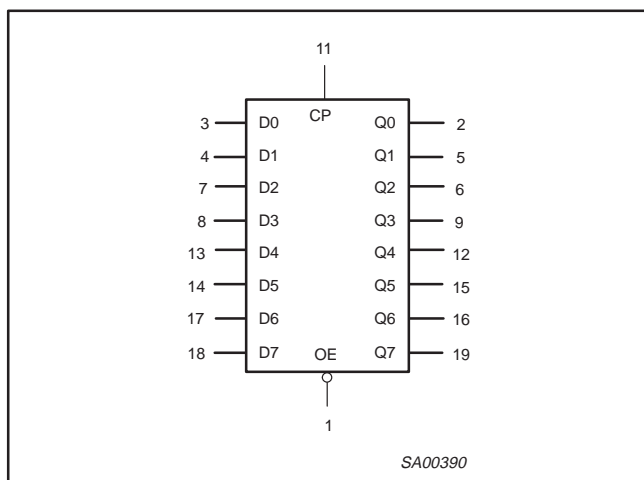 11
CP
3 D0 Q0 2
4 D1 Q1 5
7 D2 Q2 6
8 D3 Q3 9
13 D4 Q4 12
14 D5 Q5 15
17 D6 Q6 16
18 D7 OE Q7 19
1
SA00390